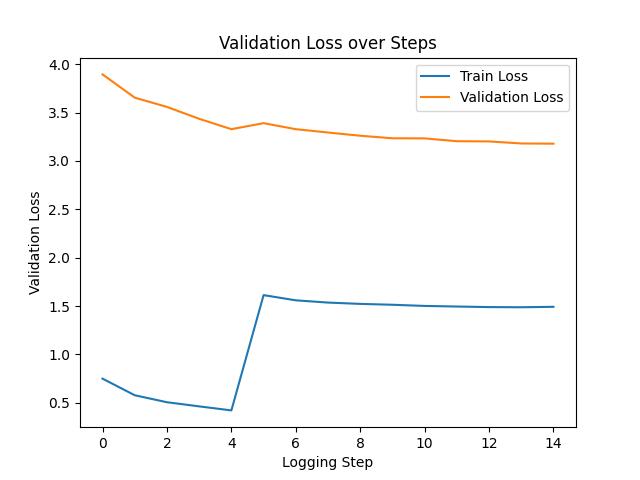 Validation Loss over Steps
Train Loss
Validation Loss
4.0
3.5
3.0
2.5
2.0
1.5
1.0
0.5
Validation Loss
0 2 4 6 8 10 12 14
Logging Step